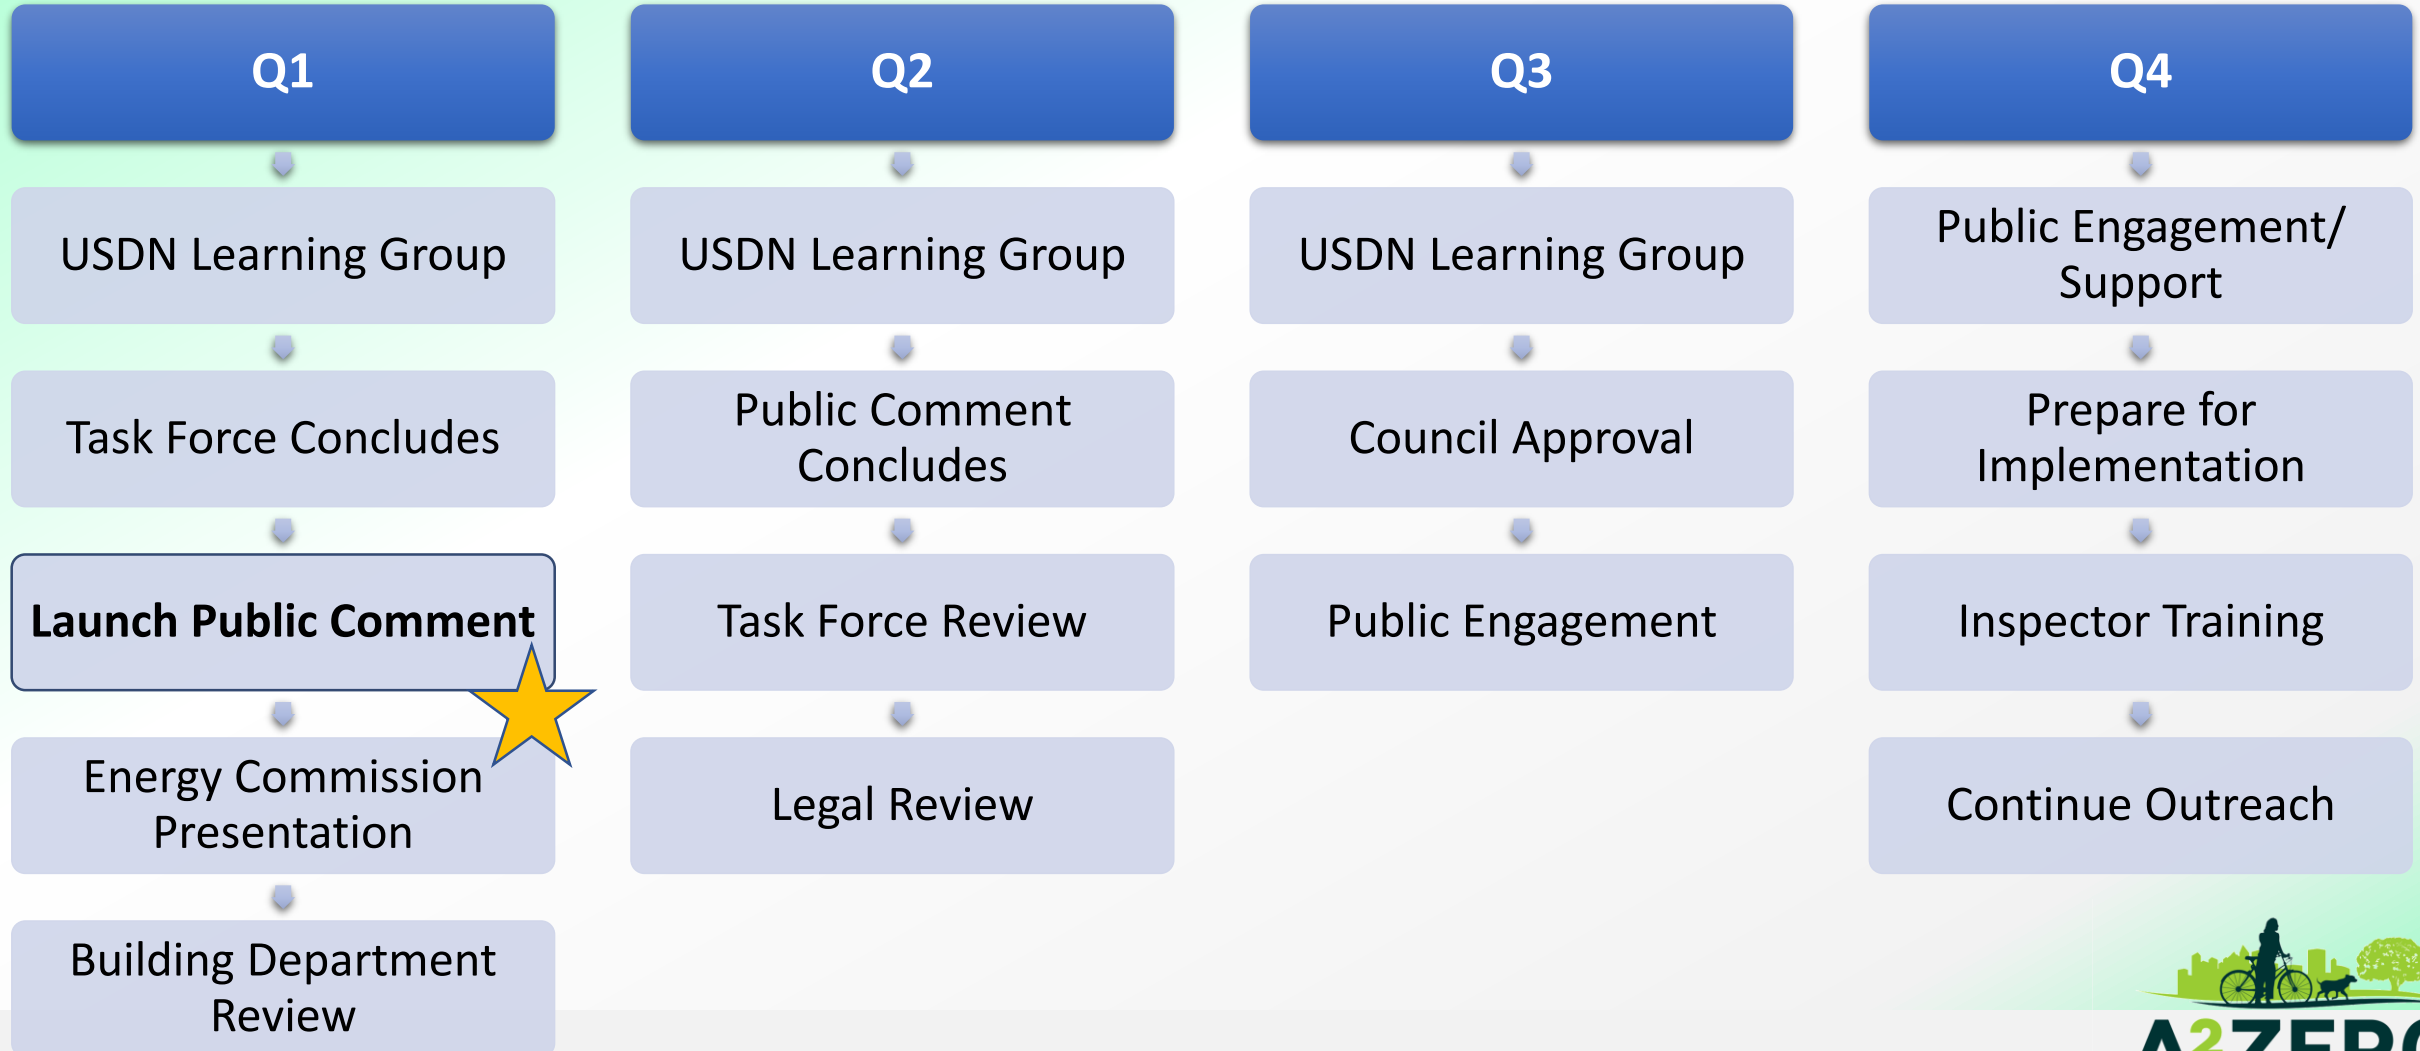 Q1
USDN Learning Group
Task Force Concludes
Launch Public Comment
Energy Commission
Presentation
Building Department
Review
Q2
USDN Learning Group
Public Comment
Concludes
Task Force Review
Legal Review
Q3
USDN Learning Group
Council Approval
Public Engagement
Q4
Public Engagement/
Support
Prepare for
Implementation
Inspector Training
Continue Outreach
A2ZERO